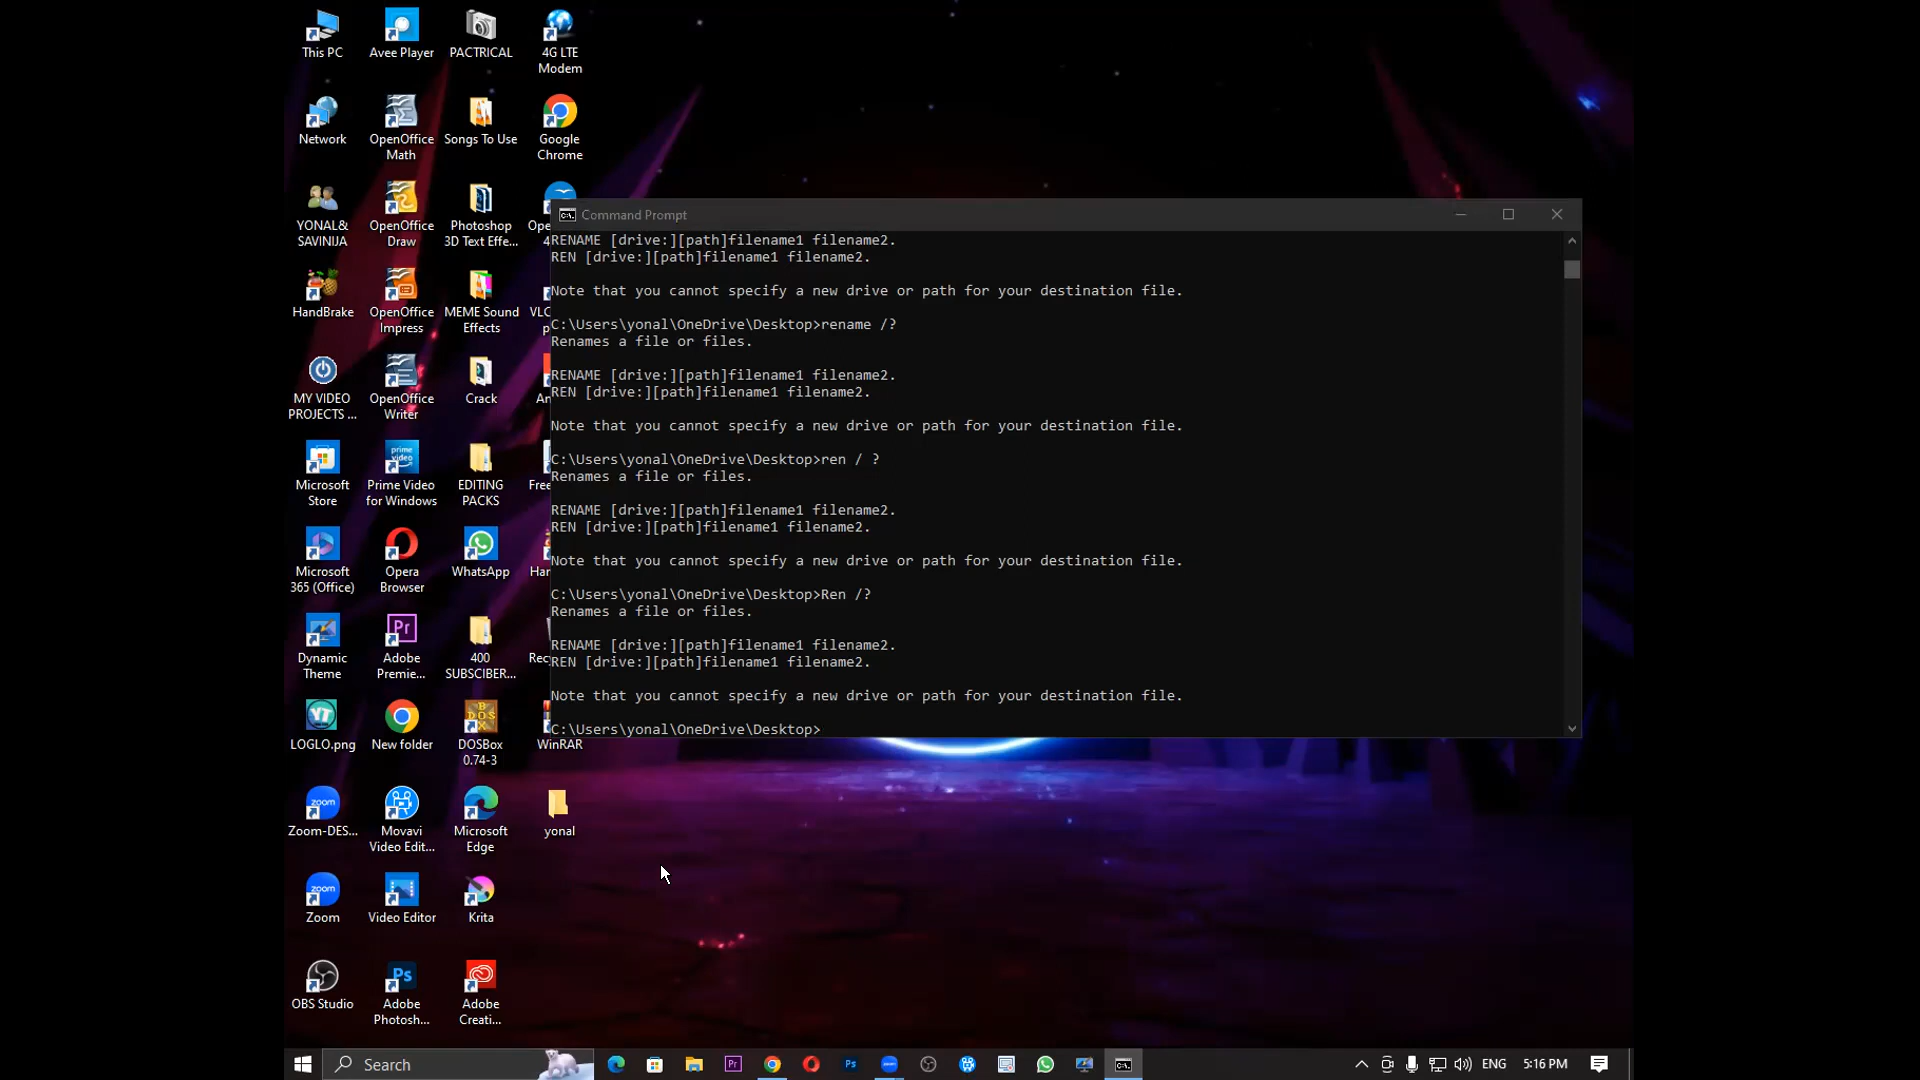 This PC
Avee Player
PACTRICAL
4G LTE
Modem
Network
OpenOffice
Math
Songs To Use
Google
Chrome
YONAL&
SAVINIJA
OpenOffice
Draw
Photoshop
3D Text Effe...
HandBrake
OpenOffice
Impress
MEME Sound
Effects
MY VIDEO
PROJECTS ...
OpenOffice
Writer
Crack
Microsoft
Store
prime video
Prime Video
for Windows
EDITING
PACKS
Microsoft
365 (Office)
Opera
Browser
WhatsApp
Dynamic
Theme
Pr
Adobe
Premie...
400
SUBSCIBER...
YT
LOGLO.png
New folder
DOSBox
0.74-3
WinRAR
zoom
Zoom-DES...
Movavi
Video Edit...
Microsoft
Edge
yonal
zoom
Zoom
Video Editor
Krita
OBS Studio
Ps
Adobe
Photosh...
Adobe
Creati...
Command Prompt
RENAME [drive:][path]filename1 filename2.
REN [drive:][path]filename1 filename2.
Note that you cannot specify a new drive or path for your destination file.
C:\Users\yonal\OneDrive\Desktop>rename /?
Renames a file or files.
RENAME [drive:][path]filename1 filename2.
REN [drive:][path]filename1 filename2.
Note that you cannot specify a new drive or path for your destination file.
C:\Users\yonal\OneDrive\Desktop>ren / ?
Renames a file or files.
RENAME [drive:][path]filename1 filename2.
REN [drive:][path]filename1 filename2.
Note that you cannot specify a new drive or path for your destination file.
C:\Users\yonal\OneDrive\Desktop>Ren /?
Renames a file or files.
RENAME [drive:][path]filename1 filename2.
REN [drive:][path]filename1 filename2.
Note that you cannot specify a new drive or path for your destination file.
C:\Users\yonal\OneDrive\Desktop>
Search
Pr
Ps
ENG
5:16 PM